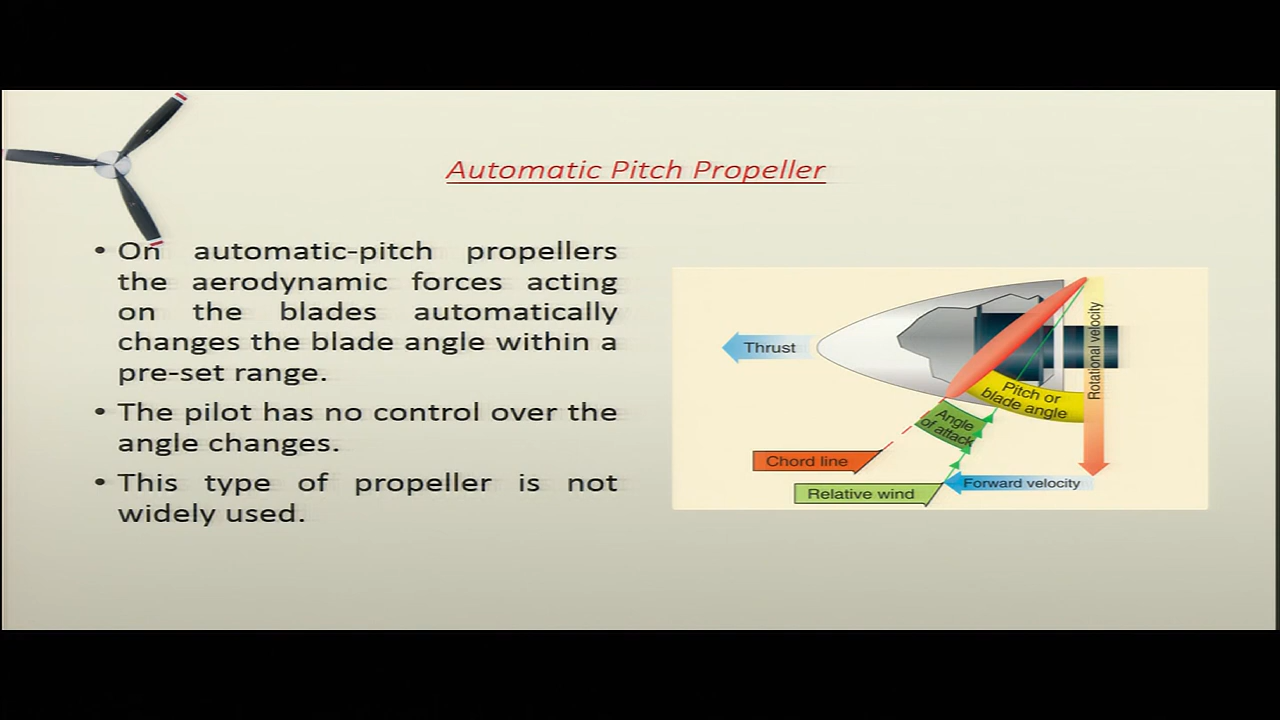 Automatic Pitch Propeller
• On automatic-pitch propellers
the aerodynamic forces acting
on the blades automatically
changes the blade angle within a
pre-set range.
• The pilot has no control over the
angle changes.
• This type of propeller is not
widely used.
Thrust
Rotational velocity
Pitch or
blade angle
Angle
of attack
Chord line
Relative wind
Forward velocity